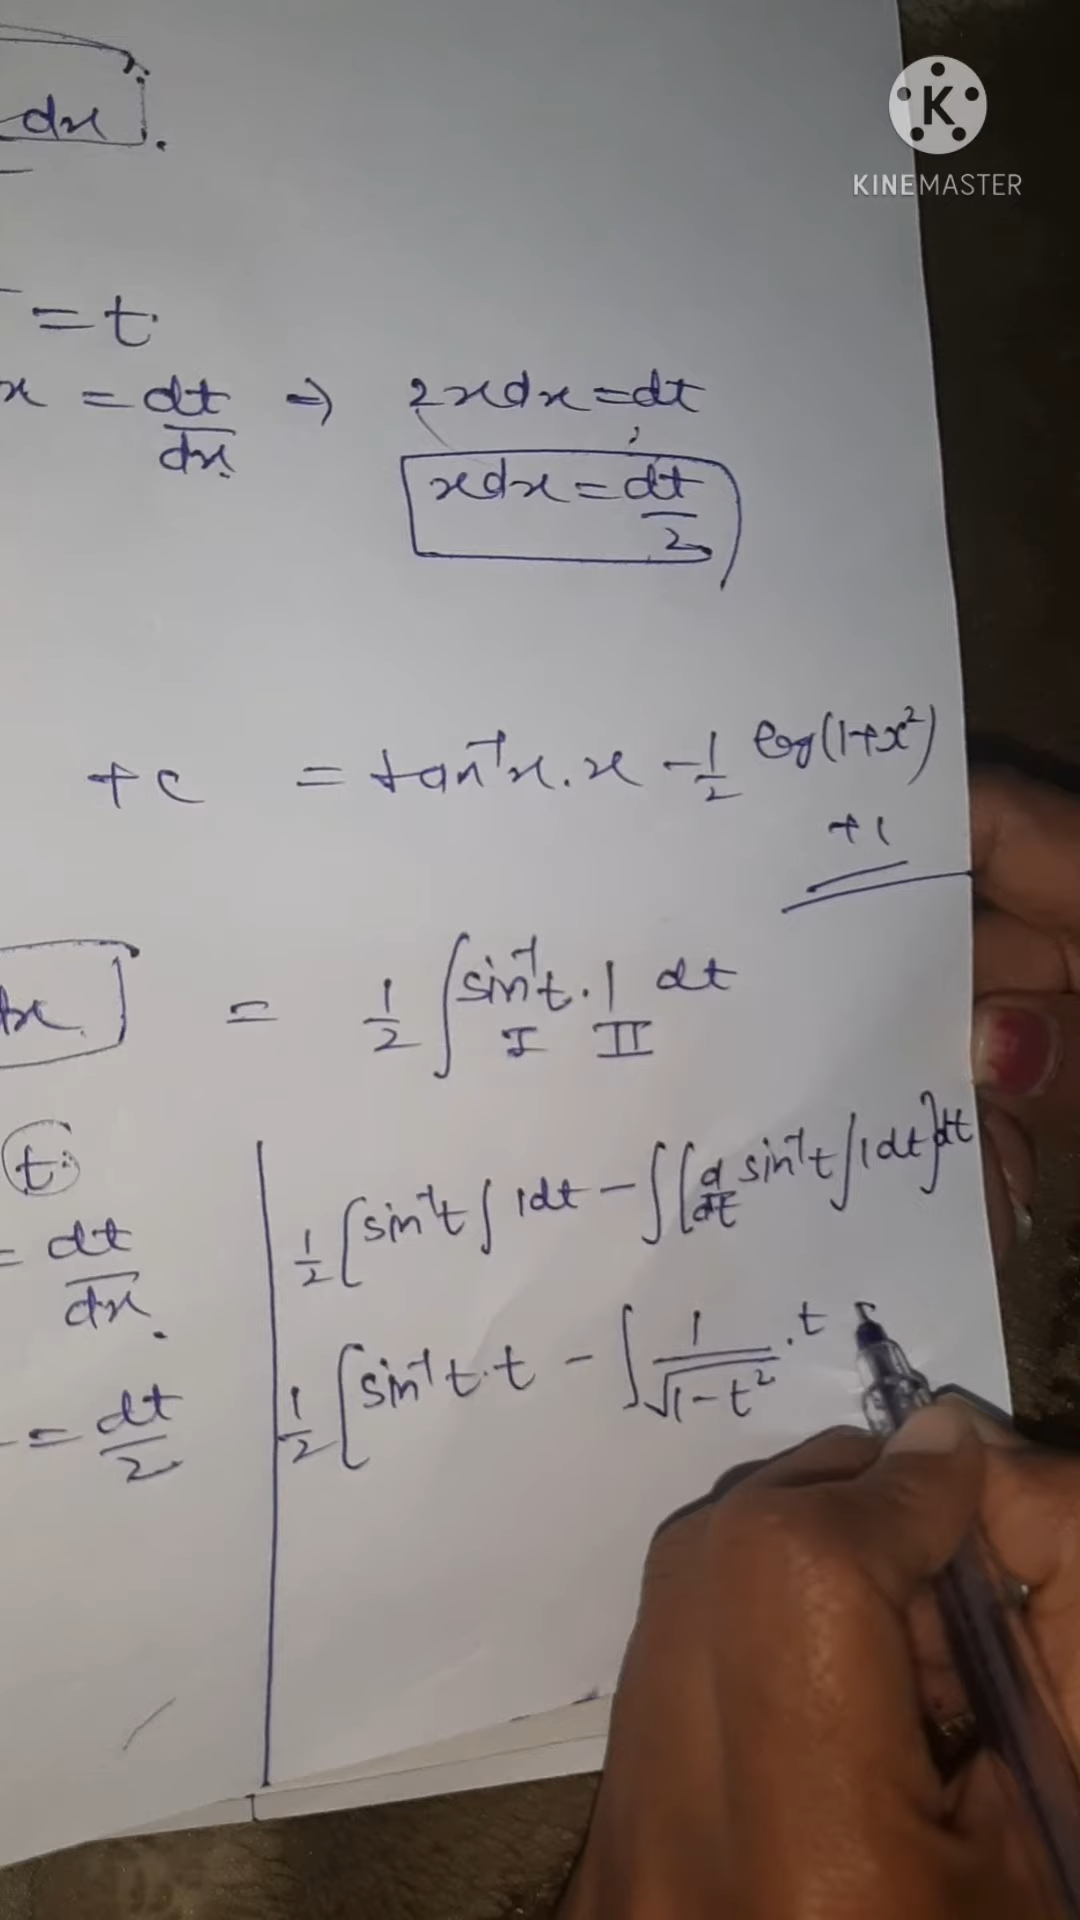 K
KINEMASTER
dx
= t
x = dt/dx ⇒ 2xdx = dt
xdx = dt/2
+c = tan⁻¹x.x - 1/2 log(1+x²)
+c
dx = 1/2 ∫ sin⁻¹t . 1 dt
I II
t
1/2 [sin⁻¹t ∫ 1dt - ∫ [d/dt sin⁻¹t ∫ 1dt] dt
= dt/dx
1/2 [sin⁻¹t.t - ∫ 1/√1-t² .t
= dt/2